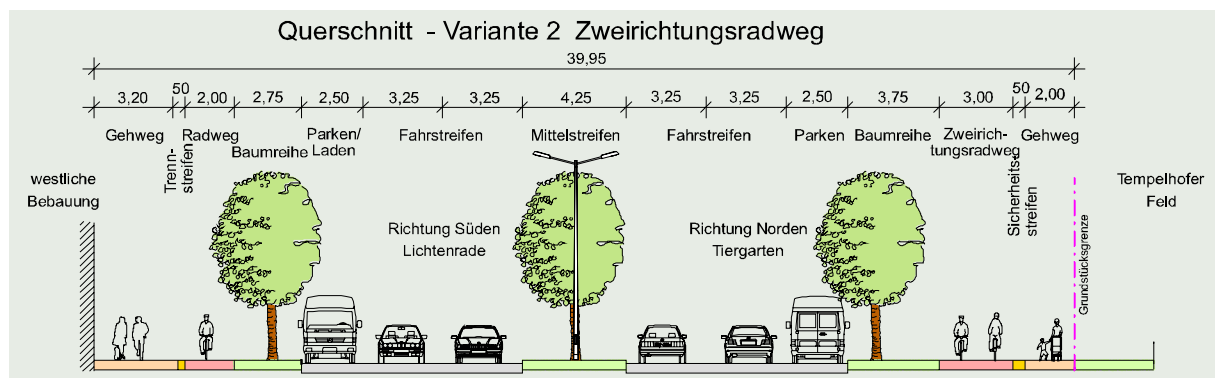 Querschnitt - Variante 2 Zweirichtungsradweg
39,95
3,20
50
2,00
2,75
2,50
3,25
3,25
4,25
3,25
3,25
2,50
3,75
3,00
50
2,00
Gehweg
Trenn-
streifen
Radweg
Baumreihe
Parken/
Laden
Fahrstreifen
Mittelstreifen
Fahrstreifen
Parken
Baumreihe
Zweirich-
tungsradweg
Sicherheits-
streifen
Gehweg
westliche
Bebauung
Richtung Süden
Lichtenrade
Richtung Norden
Tiergarten
Grundstücksgrenze
Tempelhofer
Feld